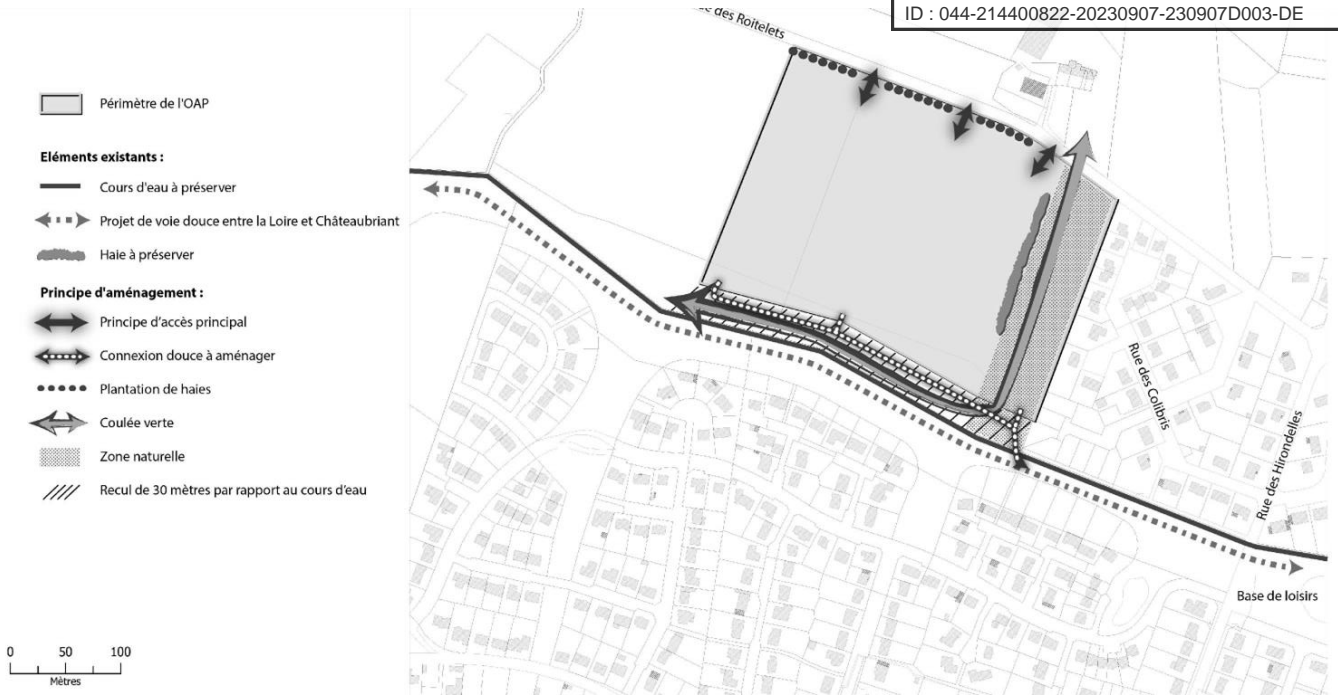 ID : 044-214400822-20230907-230907D003-DE
des Roitelets
Périmètre de l'OAP
Eléments existants :
Cours d'eau à préserver
Projet de voie douce entre la Loire et Châteaubriant
Haie à préserver
Principe d'aménagement :
Principe d'accès principal
Connexion douce à aménager
Plantation de haies
Coulée verte
Zone naturelle
Recul de 30 mètres par rapport au cours d'eau
Rue des Colibris
Rue des Hirondelles
Base de loisirs
0 50 100
Mètres